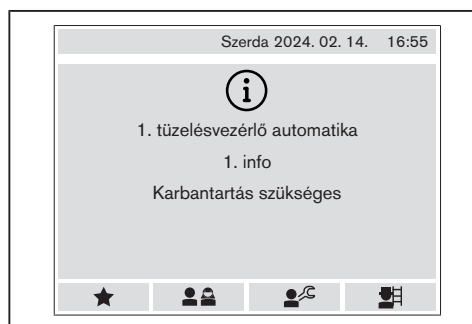 Szerda 2024. 02. 14. 16:55
1. tüzelésvezérlő automatika
1. info
Karbantartás szükséges